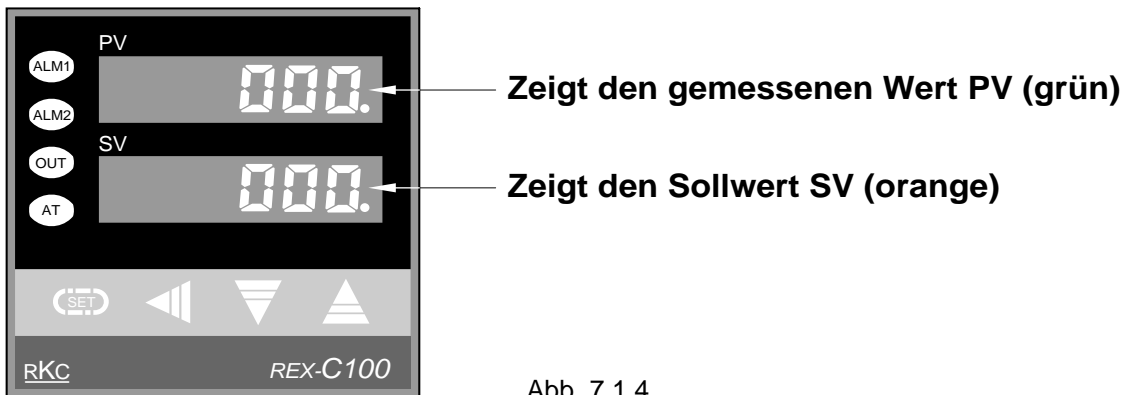 PV
ALM1
000.
Zeigt den gemessenen Wert PV (grün)
ALM2
SV
OUT
000.
Zeigt den Sollwert SV (orange)
AT
SET
RKC
REX-C100
Abb. 7.1.4